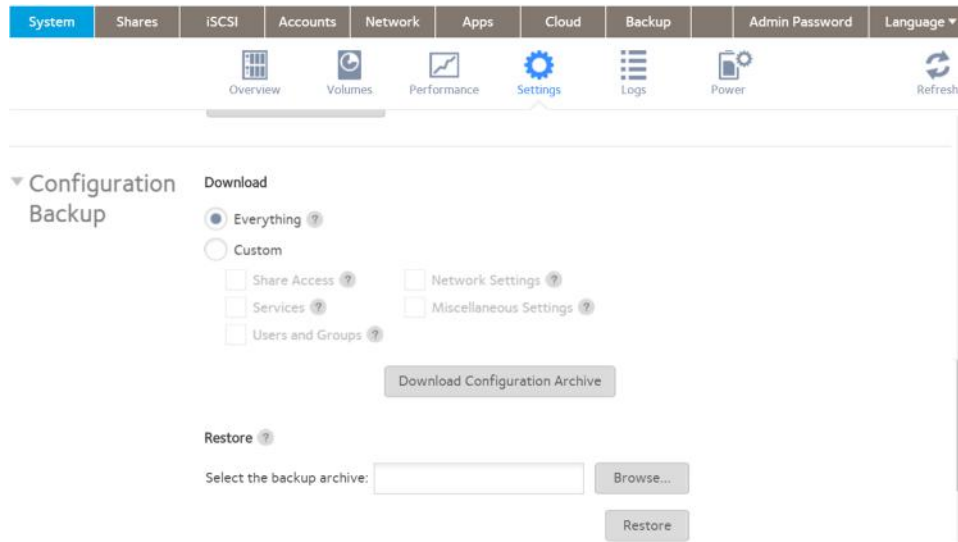 System Shares iSCSI Accounts Network Apps Cloud Backup Admin Password Language
Overview Volumes Performance Settings Logs Power Refresh
Configuration
Backup
Download
Everything ?
Custom
Share Access ? Network Settings ?
Services ? Miscellaneous Settings ?
Users and Groups ?
Download Configuration Archive
Restore ?
Select the backup archive: Browse...
Restore